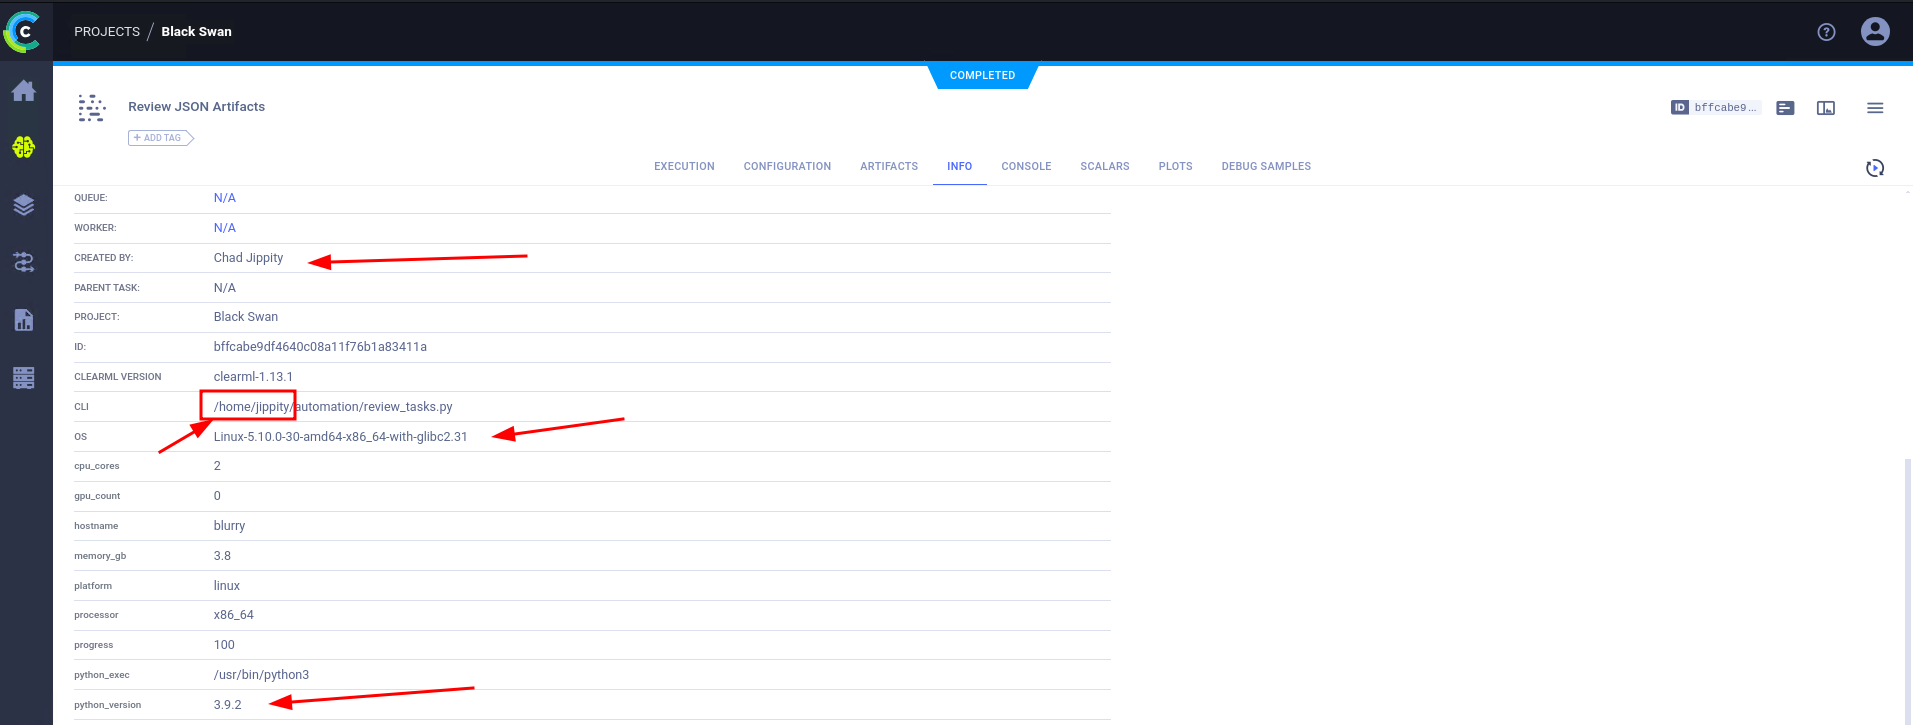 PROJECTS / Black Swan
COMPLETED
Review JSON Artifacts
ID bffcabe9...
+ ADD TAG
EXECUTION CONFIGURATION ARTIFACTS INFO CONSOLE SCALARS PLOTS DEBUG SAMPLES
QUEUE: N/A
WORKER: N/A
CREATED BY: Chad Jippity
PARENT TASK: N/A
PROJECT: Black Swan
ID: bffcabe9df4640c08a11f76b1a83411a
CLEARML VERSION clearml-1.13.1
CLI /home/jippity/automation/review_tasks.py
OS Linux-5.10.0-30-amd64-x86_64-with-glibc2.31
cpu_cores 2
gpu_count 0
hostname blurry
memory_gb 3.8
platform linux
processor x86_64
progress 100
python_exec /usr/bin/python3
python_version 3.9.2